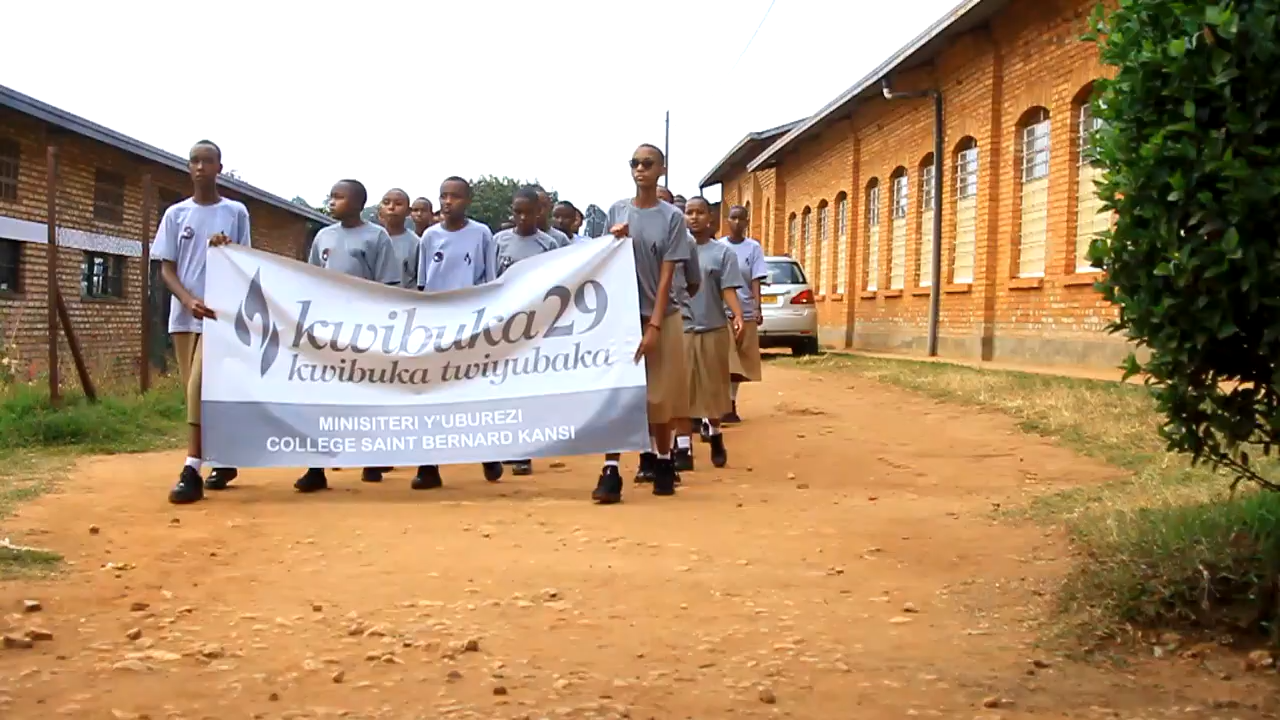 kwibuka29
kwibuka twiyubaka
MINISITERI Y'UBUREZI
COLLEGE SAINT BERNARD KANSI